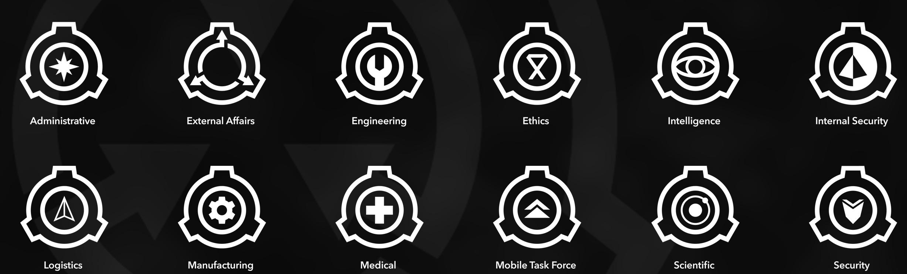 Administrative
External Affairs
Engineering
Ethics
Intelligence
Internal Security
Logistics
Manufacturing
Medical
Mobile Task Force
Scientific
Security